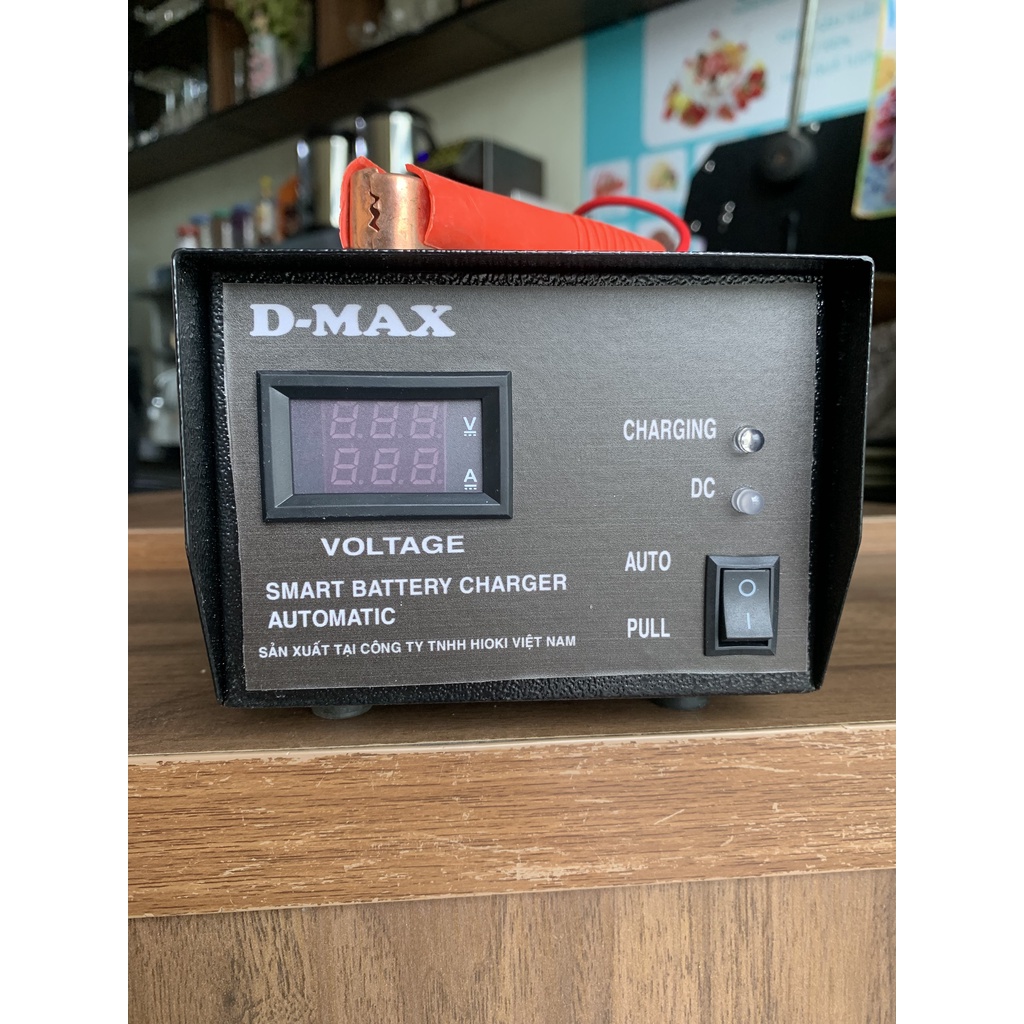 D-MAX
V
A
VOLTAGE
SMART BATTERY CHARGER
AUTOMATIC
SẢN XUẤT TẠI CÔNG TY TNHH HIOKI VIỆT NAM
CHARGING
DC
AUTO
PULL
O
I